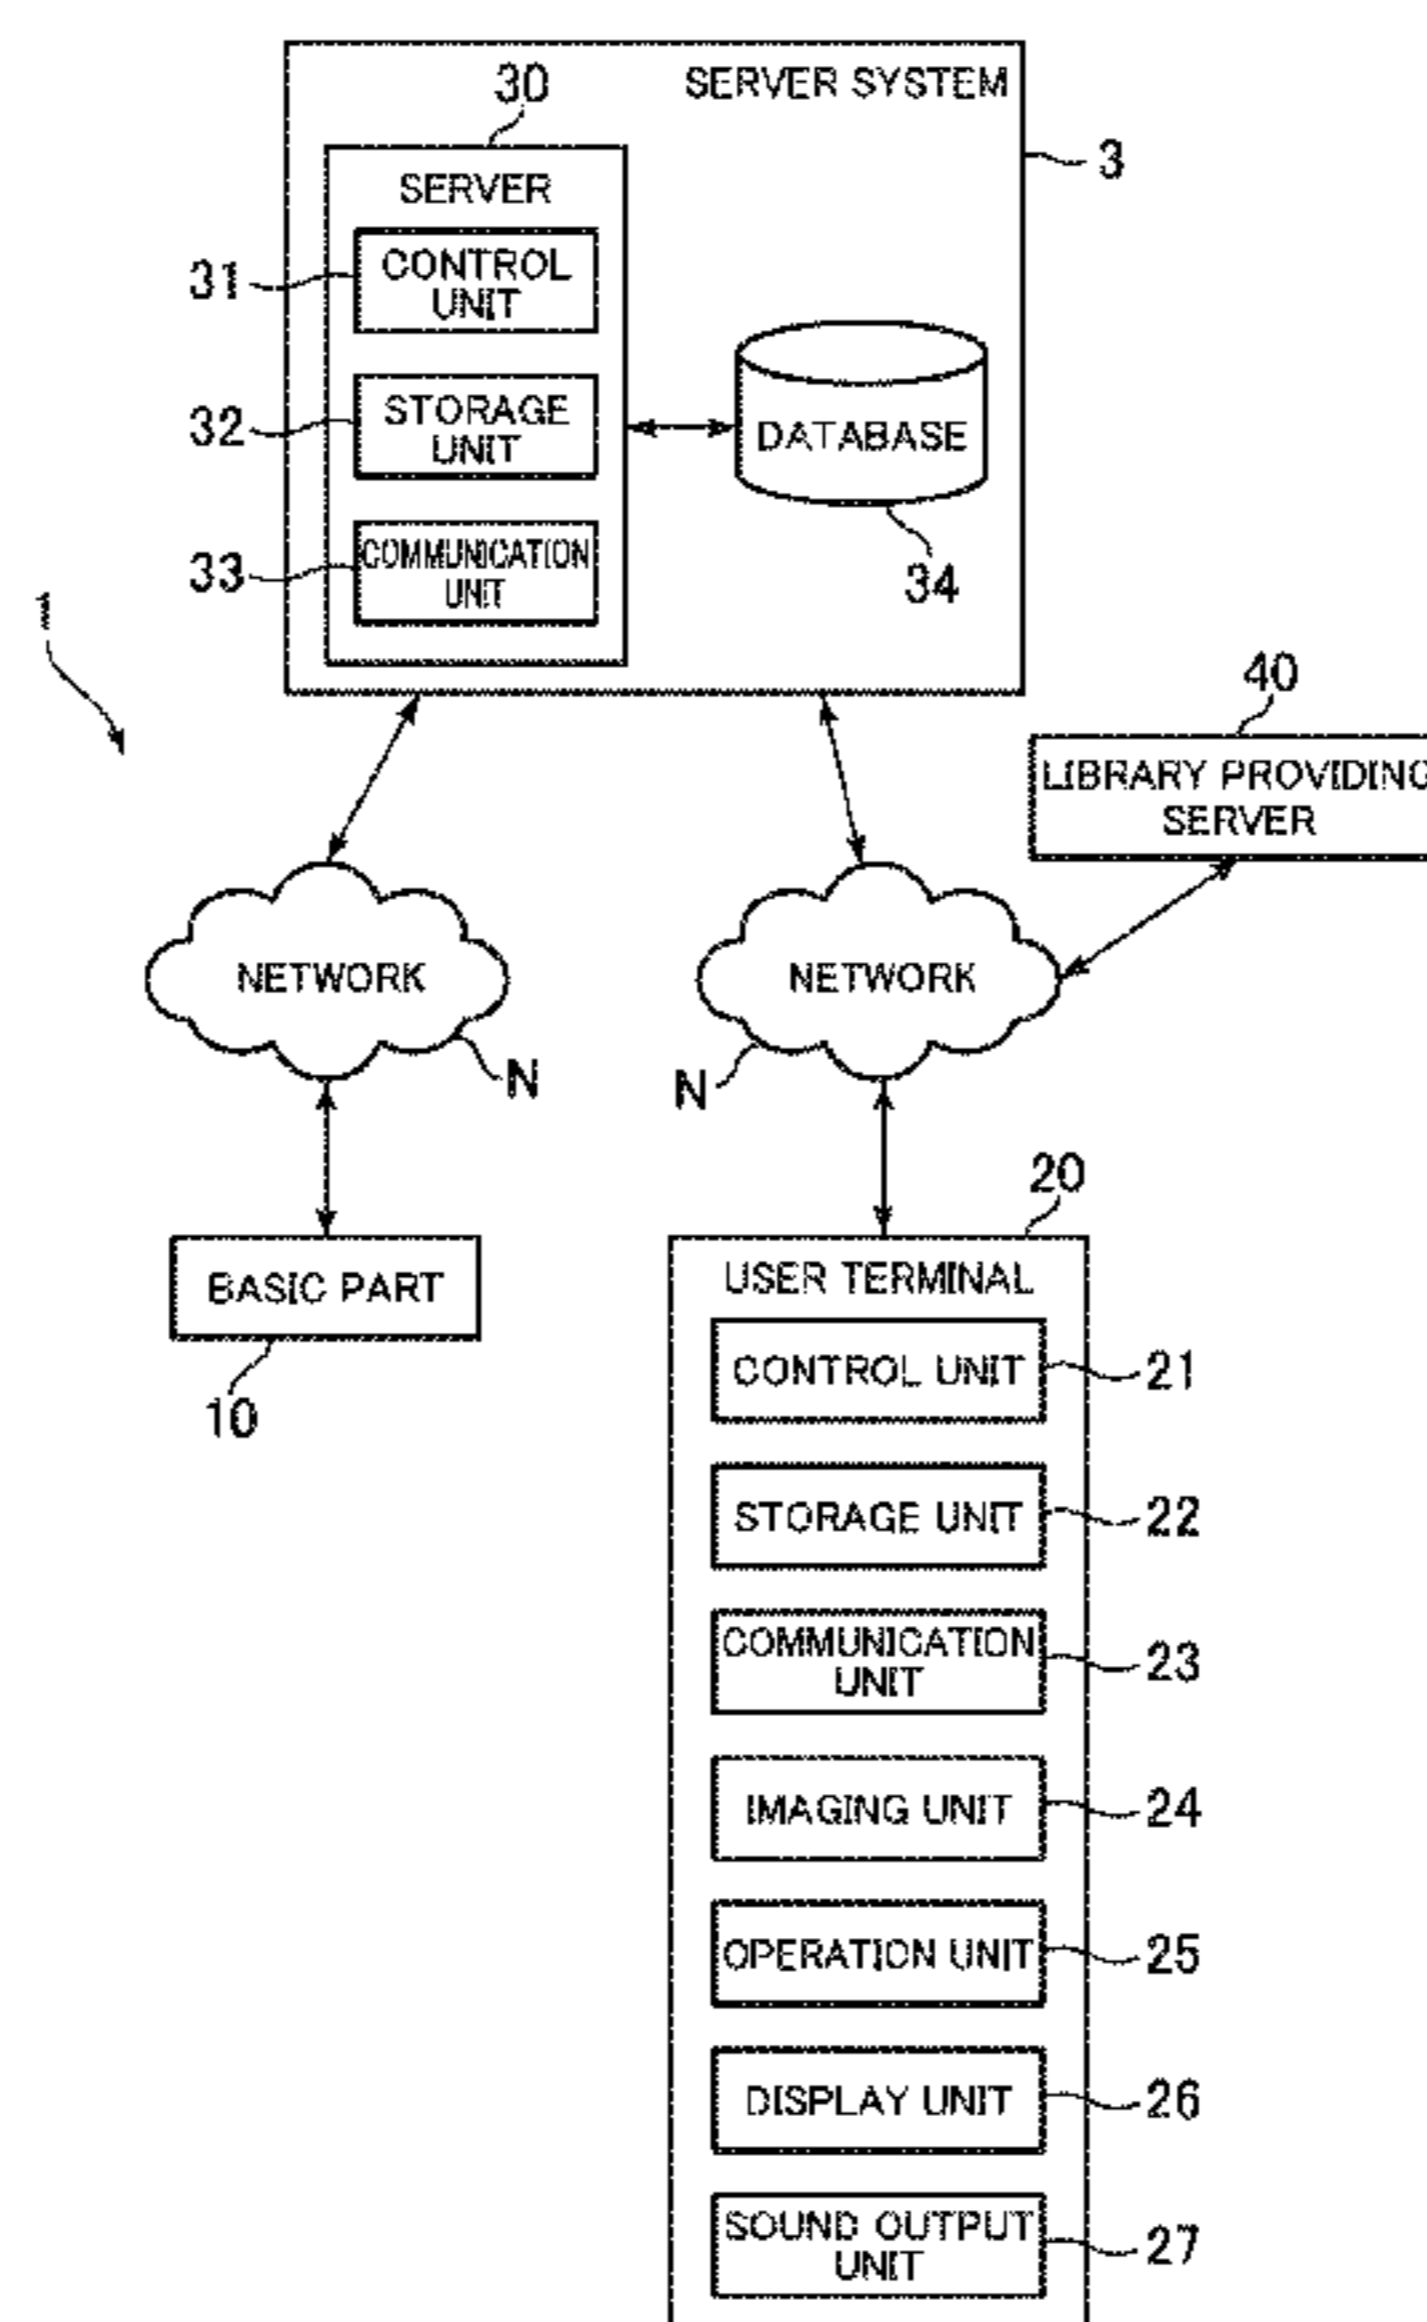 SERVER SYSTEM
30
3
SERVER
31
CONTROL
UNIT
32
STORAGE
UNIT
DATABASE
33
COMMUNICATION
UNIT
34
1
40
LIBRARY PROVIDING
SERVER
NETWORK
N
NETWORK
N
BASIC PART
10
20
USER TERMINAL
CONTROL UNIT
21
STORAGE UNIT
22
COMMUNICATION
UNIT
23
IMAGING UNIT
24
OPERATION UNIT
25
DISPLAY UNIT
26
SOUND OUTPUT
UNIT
27